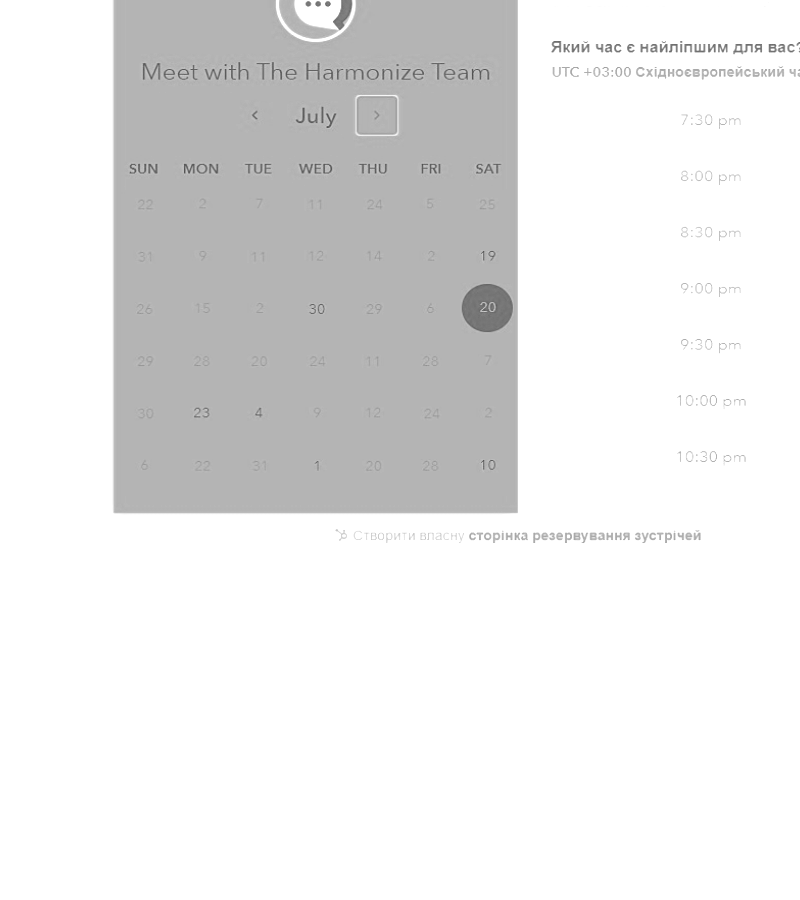 Meet with The Harmonize Team
July
SUN MON TUE WED THU FRI SAT
22 2 7 11 24 5 25
31 9 11 12 14 2 19
26 15 2 30 29 6 20
29 28 20 24 11 28 7
30 23 4 9 12 24 2
6 22 31 1 20 28 10
Який час є найліпшим для вас?
UTC +03:00 Східноєвропейський
7:30 pm
8:00 pm
8:30 pm
9:00 pm
9:30 pm
10:00 pm
10:30 pm
Створити власну сторінка резервування зустрічей